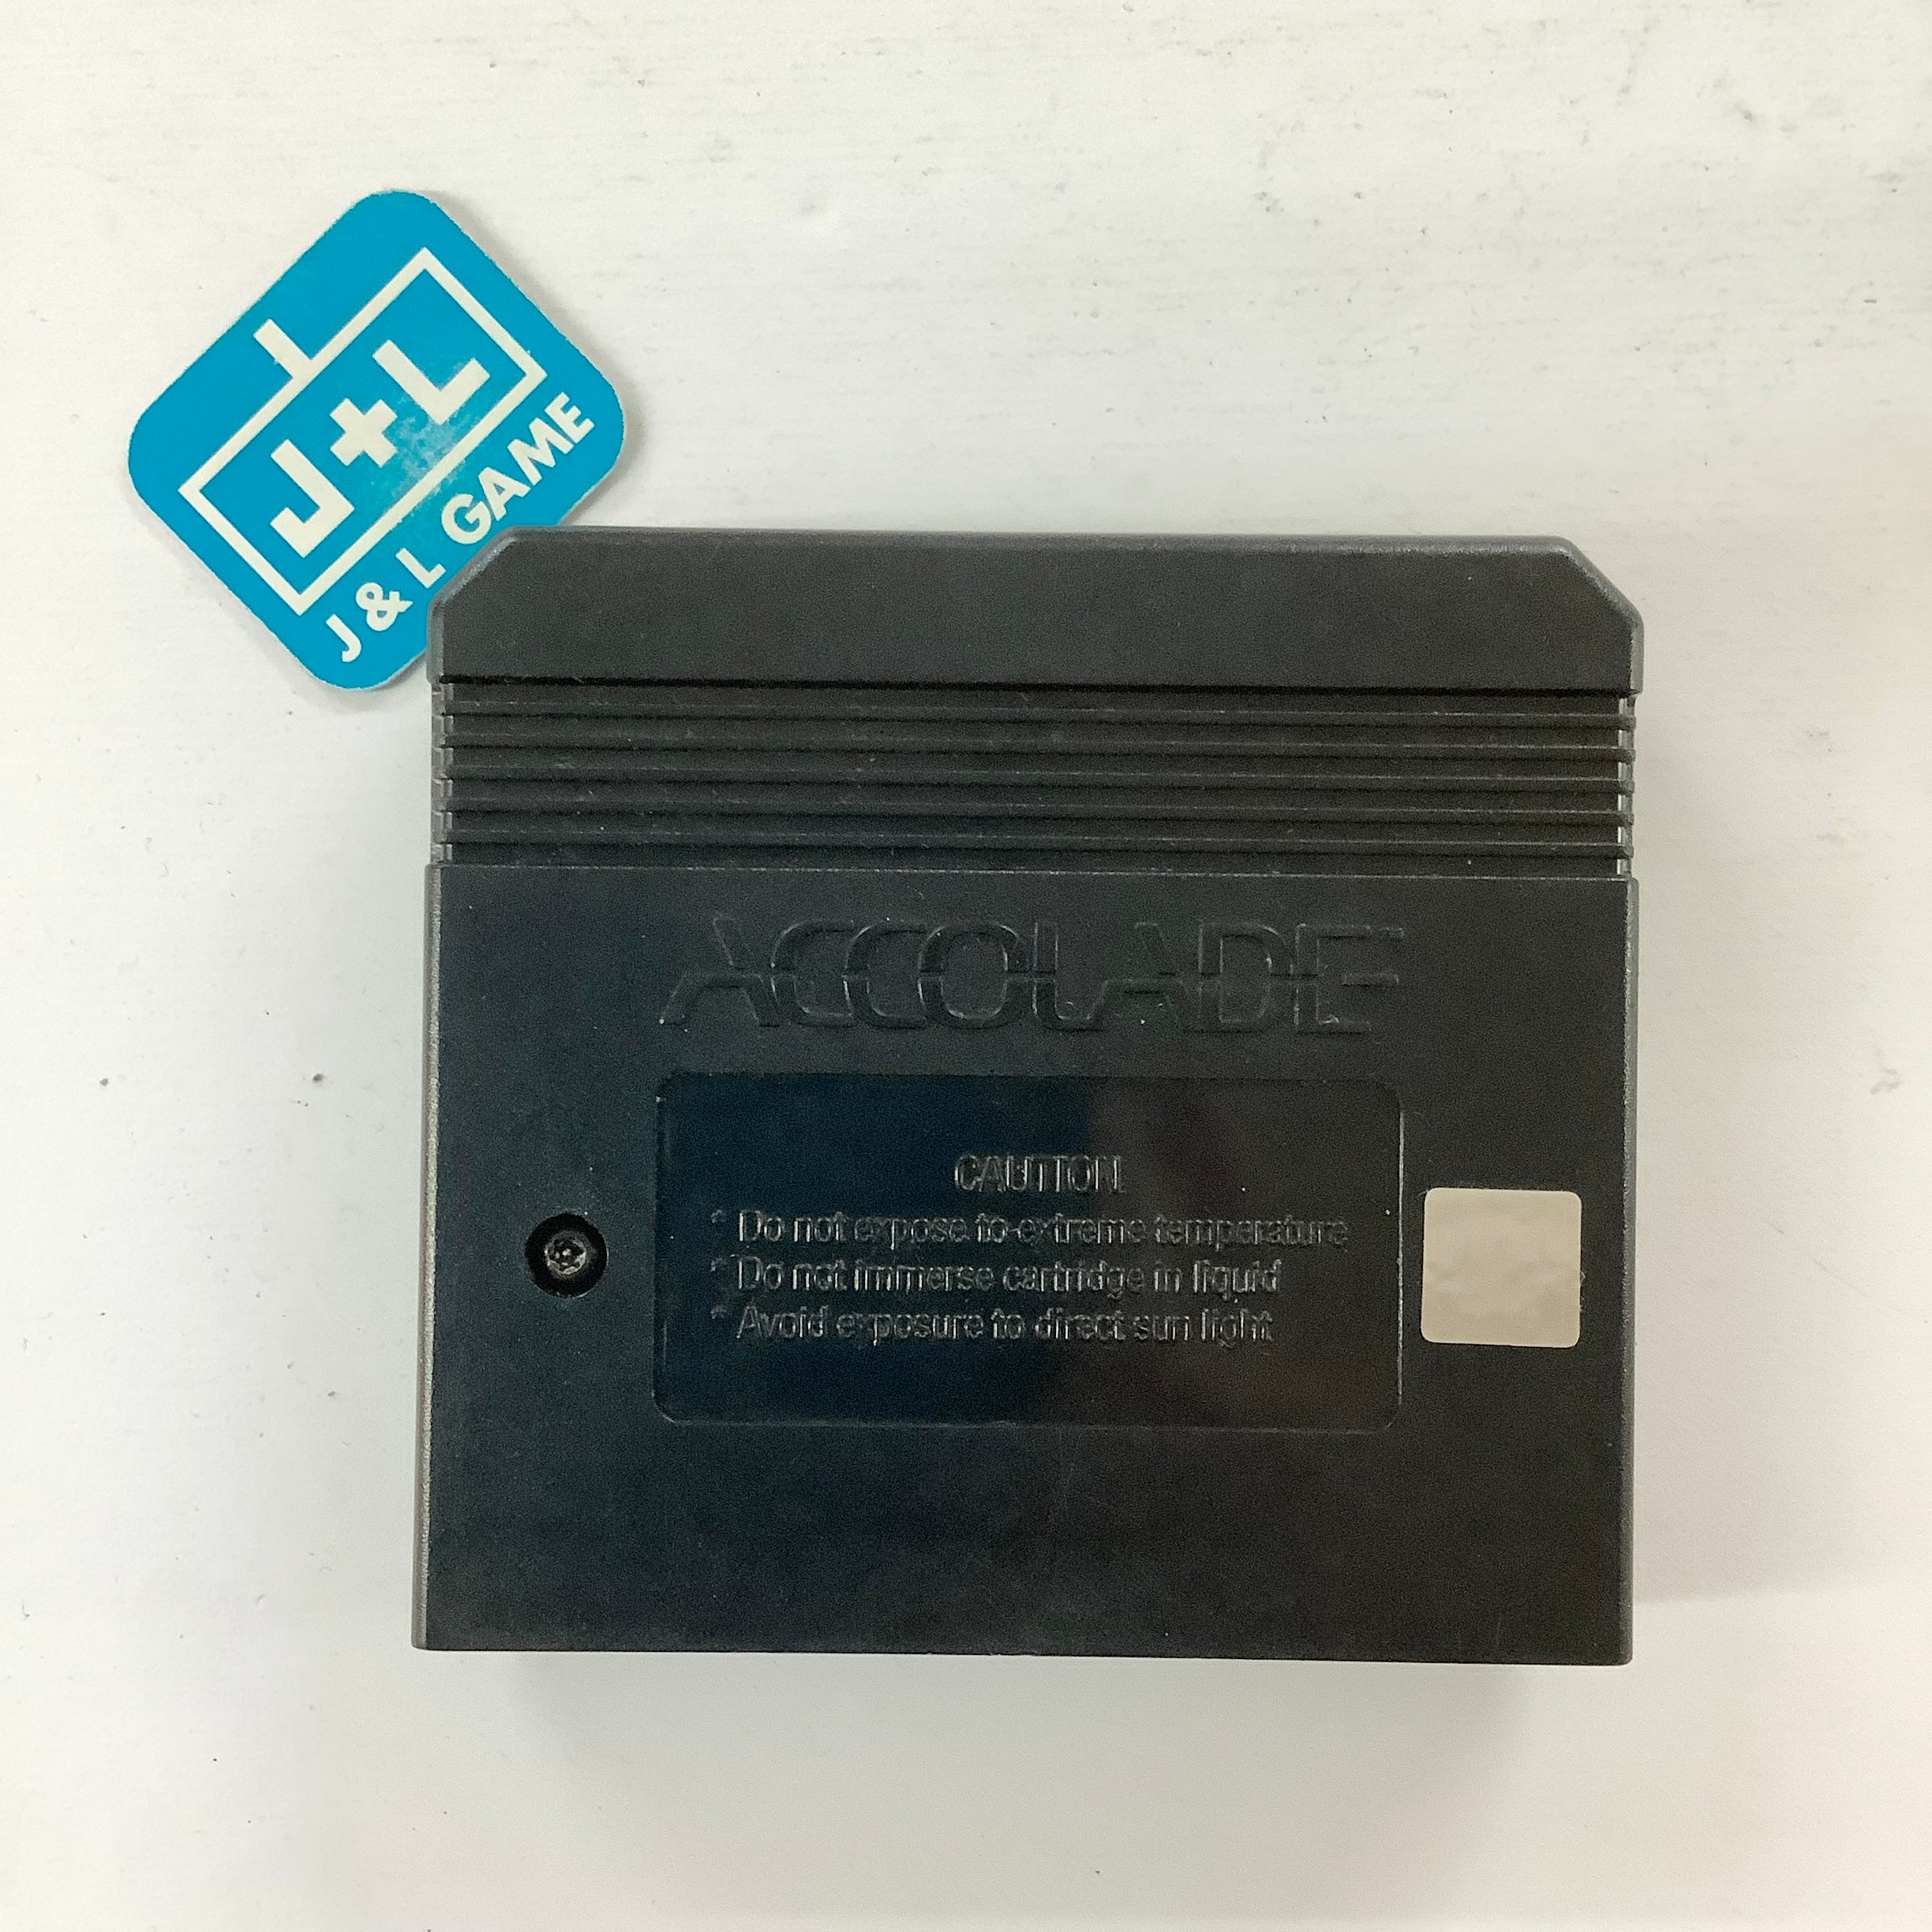 J+L
J & L GAME
ACCOLADE
CAUTION
* Do not expose to extreme temperature
* Do not immerse cartridge in liquid
* Avoid exposure to direct sun light